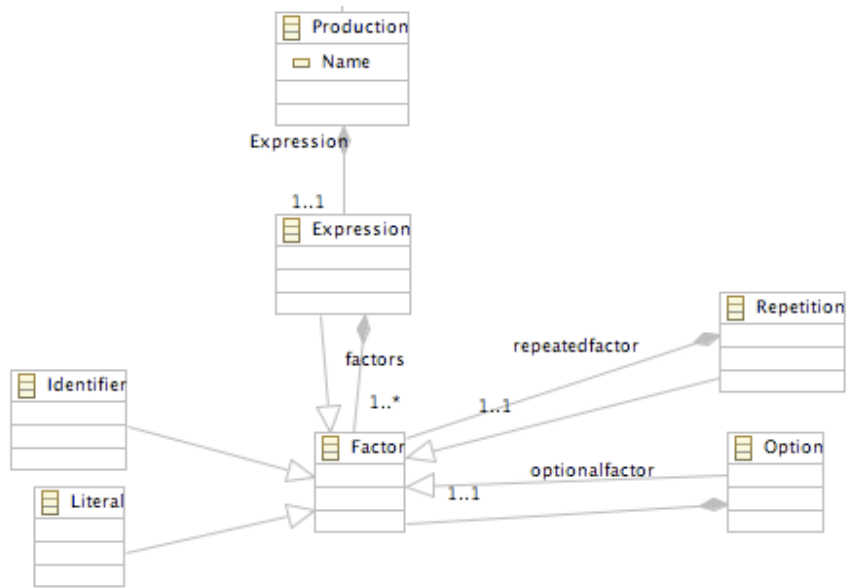 Production
Name
Expression
1..1
Expression
Repetition
repeatedfactor
factors
Identifier
1..*
1..1
Factor
Option
optionalfactor
1..1
Literal